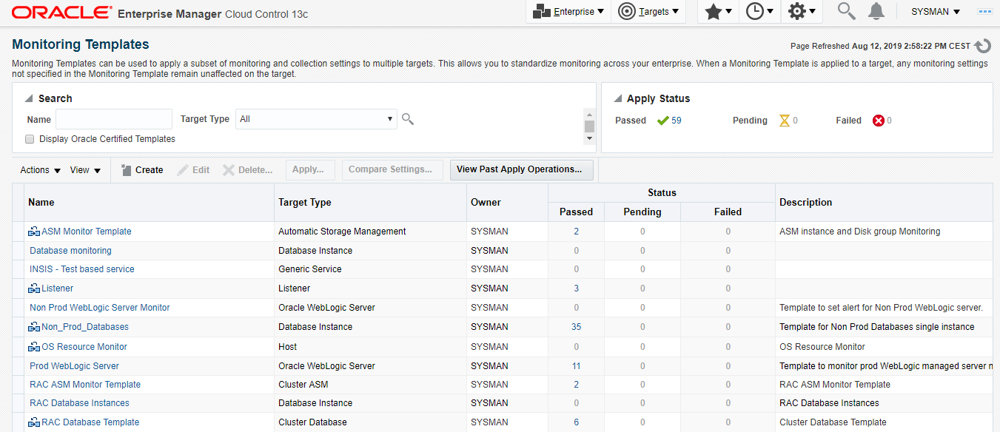 ORACLE® Enterprise Manager Cloud Control 13c Enterprise Targets SYSMAN
Monitoring Templates
Page Refreshed Aug 12, 2019 2:58:22 PM CEST
Monitoring Templates can be used to apply a subset of monitoring and collection settings to multiple targets. This allows you to standardize monitoring across your enterprise. When a Monitoring Template is applied to a target, any monitoring settings
not specified in the Monitoring Template remain unaffected on the target.
Search
Name Target Type All
Display Oracle Certified Templates
Apply Status
Passed 59 Pending 0 Failed 0
Actions View Create Edit Delete... Apply... Compare Settings... View Past Apply Operations...
Name Target Type Owner Status Description
Passed Pending Failed
ASM Monitor Template Automatic Storage Management SYSMAN 2 0 0 ASM instance and Disk group Monitoring
Database monitoring Database Instance SYSMAN 0 0 0
INSIS - Test based service Generic Service SYSMAN 0 0 0
Listener Listener SYSMAN 3 0 0
Non Prod WebLogic Server Monitor Oracle WebLogic Server SYSMAN 0 0 0 Template to set alert for Non Prod WebLogic server.
Non_Prod_Databases Database Instance SYSMAN 35 0 0 Template for Non Prod Databases single instance
OS Resource Monitor Host SYSMAN 0 0 0 OS Resource Monitor
Prod WebLogic Server Oracle WebLogic Server SYSMAN 11 0 0 Template to monitor prod WebLogic managed server
RAC ASM Monitor Template Cluster ASM SYSMAN 2 0 0 RAC ASM Monitor Template
RAC Database Instances Database Instance SYSMAN 0 0 0 RAC Database Instances
RAC Database Template Cluster Database SYSMAN 6 0 0 Cluster Database Template